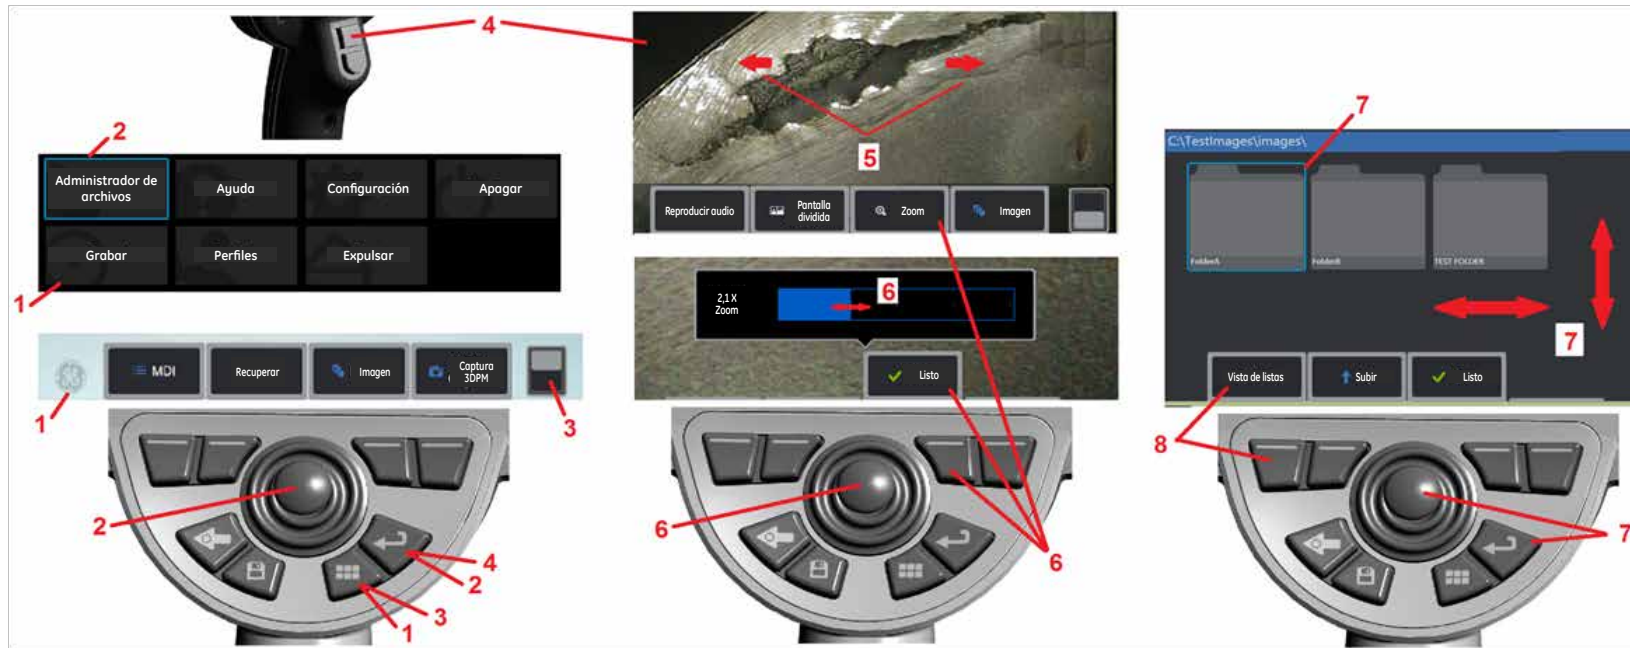 4
2
Administrador de
archivos
Ayuda
Configuración
Apagar
Grabar
Perfiles
Expulsar
1
MDI
Recuperar
Imagen
Captura
3DPM
1
3
2
4
2
3
1
5
Reproducir audio
Pantalla
dividida
Zoom
Imagen
2,1 X
Zoom
6
Listo
6
6
7
C:\TestImages\images\
FolderA
FolderB
TEST FOLDER
7
Vista de listas
Subir
Listo
8
7